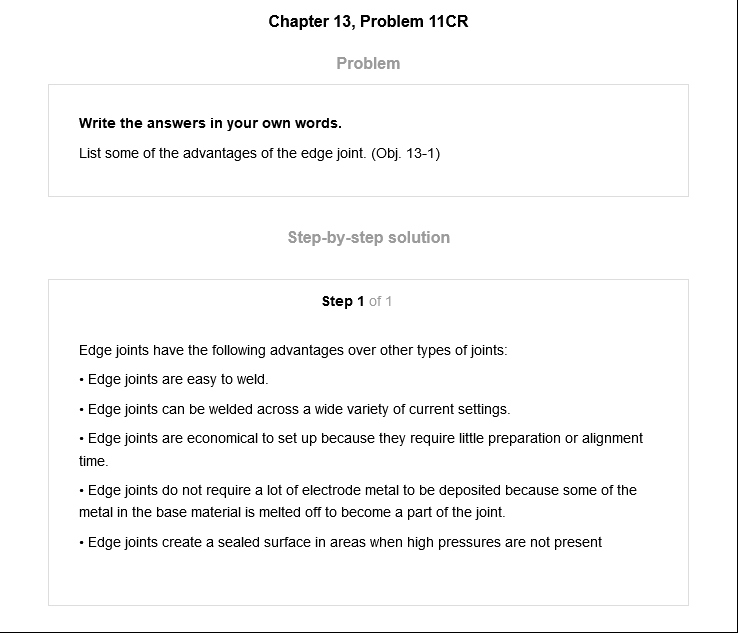 Chapter 13, Problem 11CR
Problem
Write the answers in your own words.
List some of the advantages of the edge joint. (Obj. 13-1)
Step-by-step solution
Step 1 of 1
Edge joints have the following advantages over other types of joints:
• Edge joints are easy to weld.
• Edge joints can be welded across a wide variety of current settings.
• Edge joints are economical to set up because they require little preparation or alignment
time.
• Edge joints do not require a lot of electrode metal to be deposited because some of the
metal in the base material is melted off to become a part of the joint.
• Edge joints create a sealed surface in areas when high pressures are not present